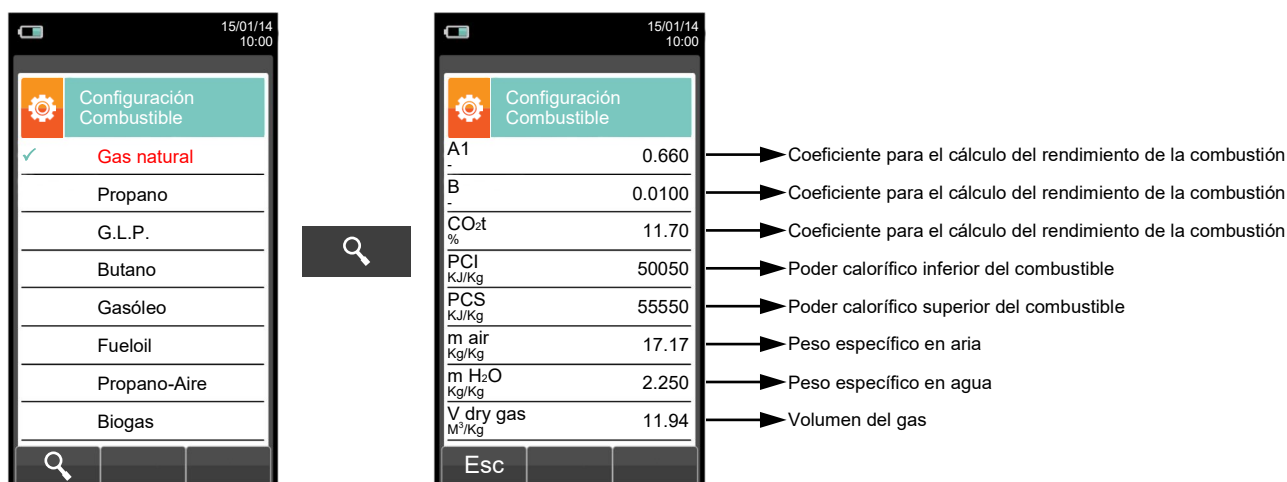 15/01/14
10:00
Configuración
Combustible
✓ Gas natural
Propano
G.L.P.
Butano
Gasóleo
Fueloil
Propano-Aire
Biogas
15/01/14
10:00
Configuración
Combustible
A1
-
0.660
Coeficiente para el cálculo del rendimiento de la combustión
B
-
0.0100
Coeficiente para el cálculo del rendimiento de la combustión
CO₂t
%
11.70
Coeficiente para el cálculo del rendimiento de la combustión
PCI
KJ/Kg
50050
Poder calorífico inferior del combustible
PCS
KJ/Kg
55550
Poder calorífico superior del combustible
m air
Kg/Kg
17.17
Peso específico en aria
m H₂O
Kg/Kg
2.250
Peso específico en agua
V dry gas
M³/Kg
11.94
Volumen del gas
Esc